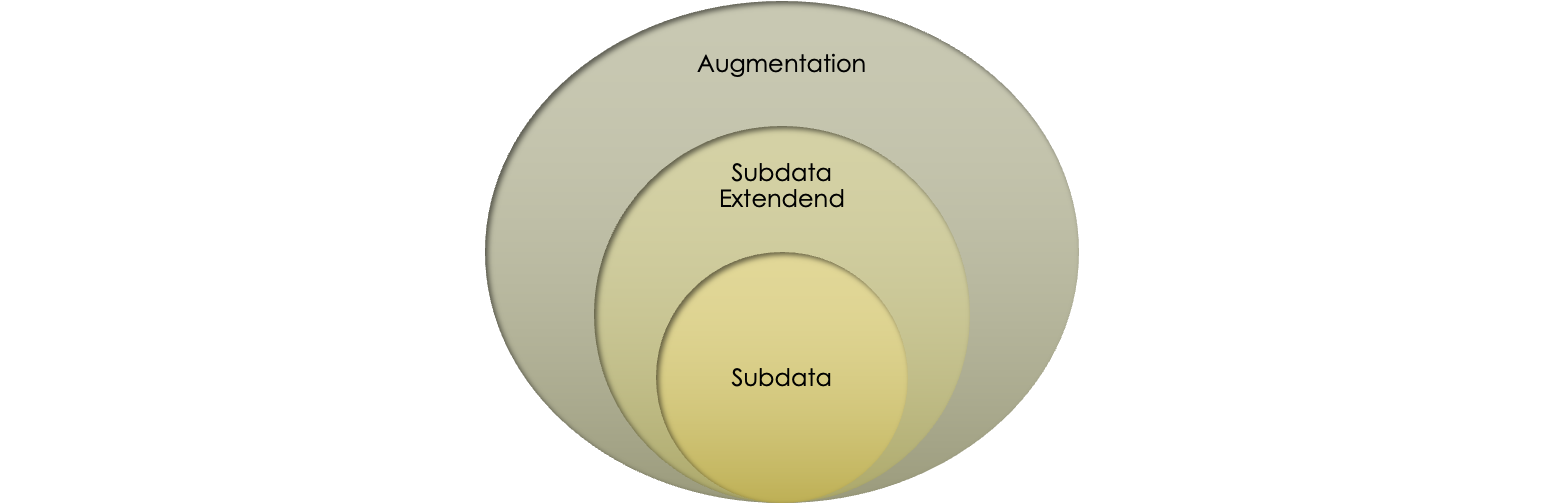 Augmentation
Subdata
Extendend
Subdata